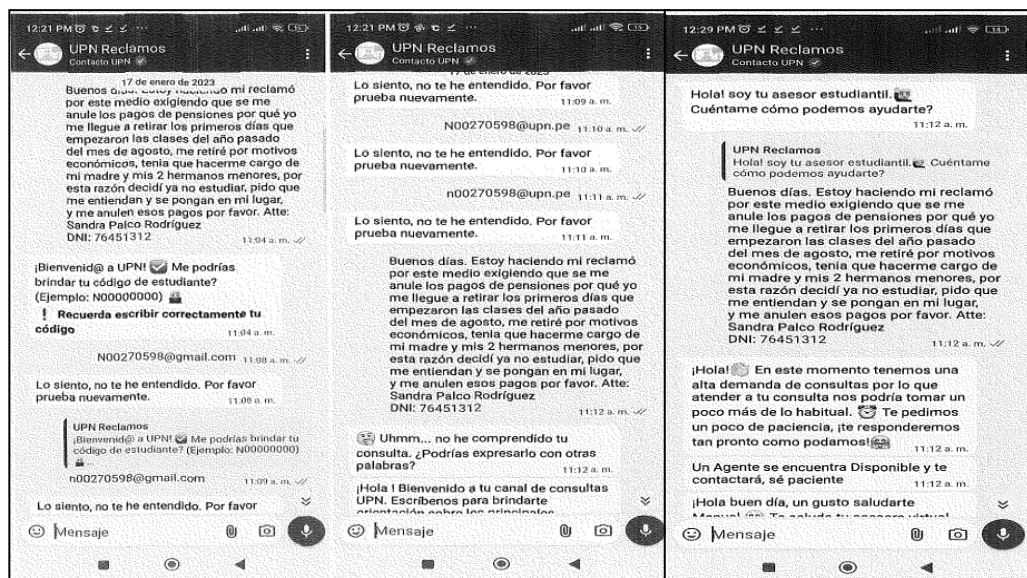 12:21 PM
UPN Reclamos
Contacto UPN
17 de enero de 2023
Buenos días. Estoy haciendo mi reclamó
por este medio exigiendo que se me
anule los pagos de pensiones por qué yo
me llegue a retirar los primeros días que
empezaron las clases del año pasado
del mes de agosto, me retiré por motivos
económicos, tenia que hacerme cargo de
mi madre y mis 2 hermanos menores, por
esta razón decidí ya no estudiar, pido que
me entiendan y se pongan en mi lugar,
y me anulen esos pagos por favor. Atte:
Sandra Palco Rodríguez
DNI: 76451312
11:04 a. m.
¡Bienvenid@ a UPN! ✅ Me podrías
brindar tu código de estudiante?
(Ejemplo: N00000000)
❗ Recuerda escribir correctamente tu
código
11:04 a. m.
N00270598@gmail.com 11:08 a. m.
Lo siento, no te he entendido. Por favor
prueba nuevamente.
11:08 a. m.
UPN Reclamos
¡Bienvenid@ a UPN! ✅ Me podrías brindar tu
código de estudiante? (Ejemplo: N00000000)
...
n00270598@gmail.com 11:09 a. m.
Lo siento, no te he entendido. Por favor
Mensaje
12:21 PM
UPN Reclamos
Contacto UPN
17 de enero de 2023
Lo siento, no te he entendido. Por favor
prueba nuevamente.
11:09 a. m.
N00270598@upn.pe 11:10 a. m.
Lo siento, no te he entendido. Por favor
prueba nuevamente.
11:10 a. m.
n00270598@upn.pe 11:11 a. m.
Lo siento, no te he entendido. Por favor
prueba nuevamente.
11:11 a. m.
Buenos días. Estoy haciendo mi reclamó
por este medio exigiendo que se me
anule los pagos de pensiones por qué yo
me llegue a retirar los primeros días que
empezaron las clases del año pasado
del mes de agosto, me retiré por motivos
económicos, tenia que hacerme cargo de
mi madre y mis 2 hermanos menores, por
esta razón decidí ya no estudiar, pido que
me entiendan y se pongan en mi lugar,
y me anulen esos pagos por favor. Atte:
Sandra Palco Rodríguez
DNI: 76451312
11:12 a. m.
Uhmm... no he comprendido tu
consulta. ¿Podrías expresarlo con otras
palabras?
11:12 a. m.
¡Hola ! Bienvenido a tu canal de consultas
UPN. Escríbenos para brindarte
orientación sobre los principales
Mensaje
12:29 PM
UPN Reclamos
Contacto UPN
Hola! soy tu asesor estudiantil.
Cuéntame cómo podemos ayudarte?
11:12 a. m.
UPN Reclamos
Hola! soy tu asesor estudiantil. Cuéntame
cómo podemos ayudarte?
Buenos días. Estoy haciendo mi reclamó
por este medio exigiendo que se me
anule los pagos de pensiones por qué yo
me llegue a retirar los primeros días que
empezaron las clases del año pasado
del mes de agosto, me retiré por motivos
económicos, tenia que hacerme cargo de
mi madre y mis 2 hermanos menores, por
esta razón decidí ya no estudiar, pido que
me entiendan y se pongan en mi lugar,
y me anulen esos pagos por favor. Atte:
Sandra Palco Rodríguez
DNI: 76451312
11:12 a. m.
¡Hola! En este momento tenemos una
alta demanda de consultas por lo que
atender a tu consulta nos podría tomar un
poco más de lo habitual. ⏰ Te pedimos
un poco de paciencia, ¡te responderemos
tan pronto como podamos!
11:12 a. m.
Un Agente se encuentra Disponible y te
contactará, sé paciente
11:12 a. m.
¡Hola buen día, un gusto saludarte
Mensaje